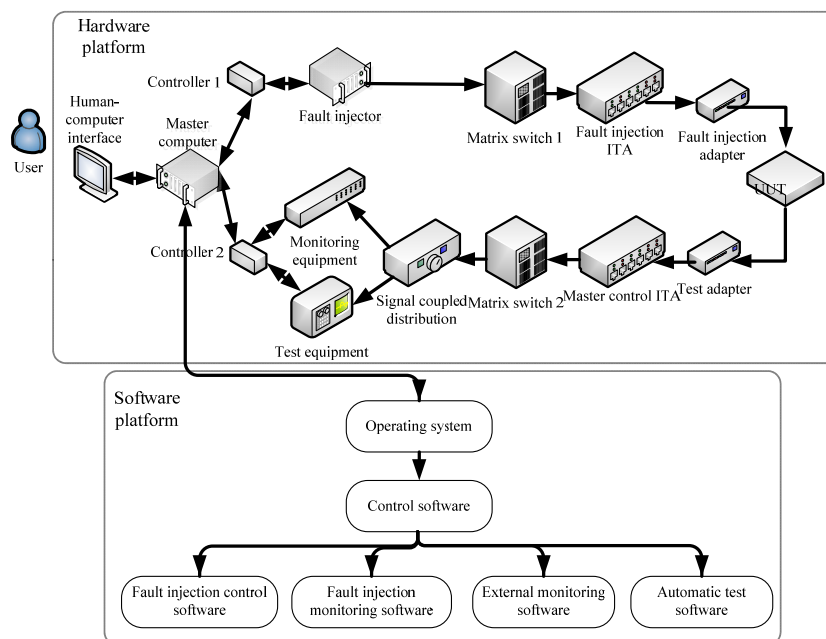 Hardware
platform
Controller 1
Fault injector
Matrix switch 1
Fault injection
ITA
Fault injection
adapter
Human-
computer
interface
Master
computer
User
UUT
Controller 2
Monitoring
equipment
Signal coupled
distribution
Matrix switch 2
Master control ITA
Test adapter
Test equipment
Software
platform
Operating system
Control software
Fault injection control
software
Fault injection
monitoring software
External monitoring
software
Automatic test
software